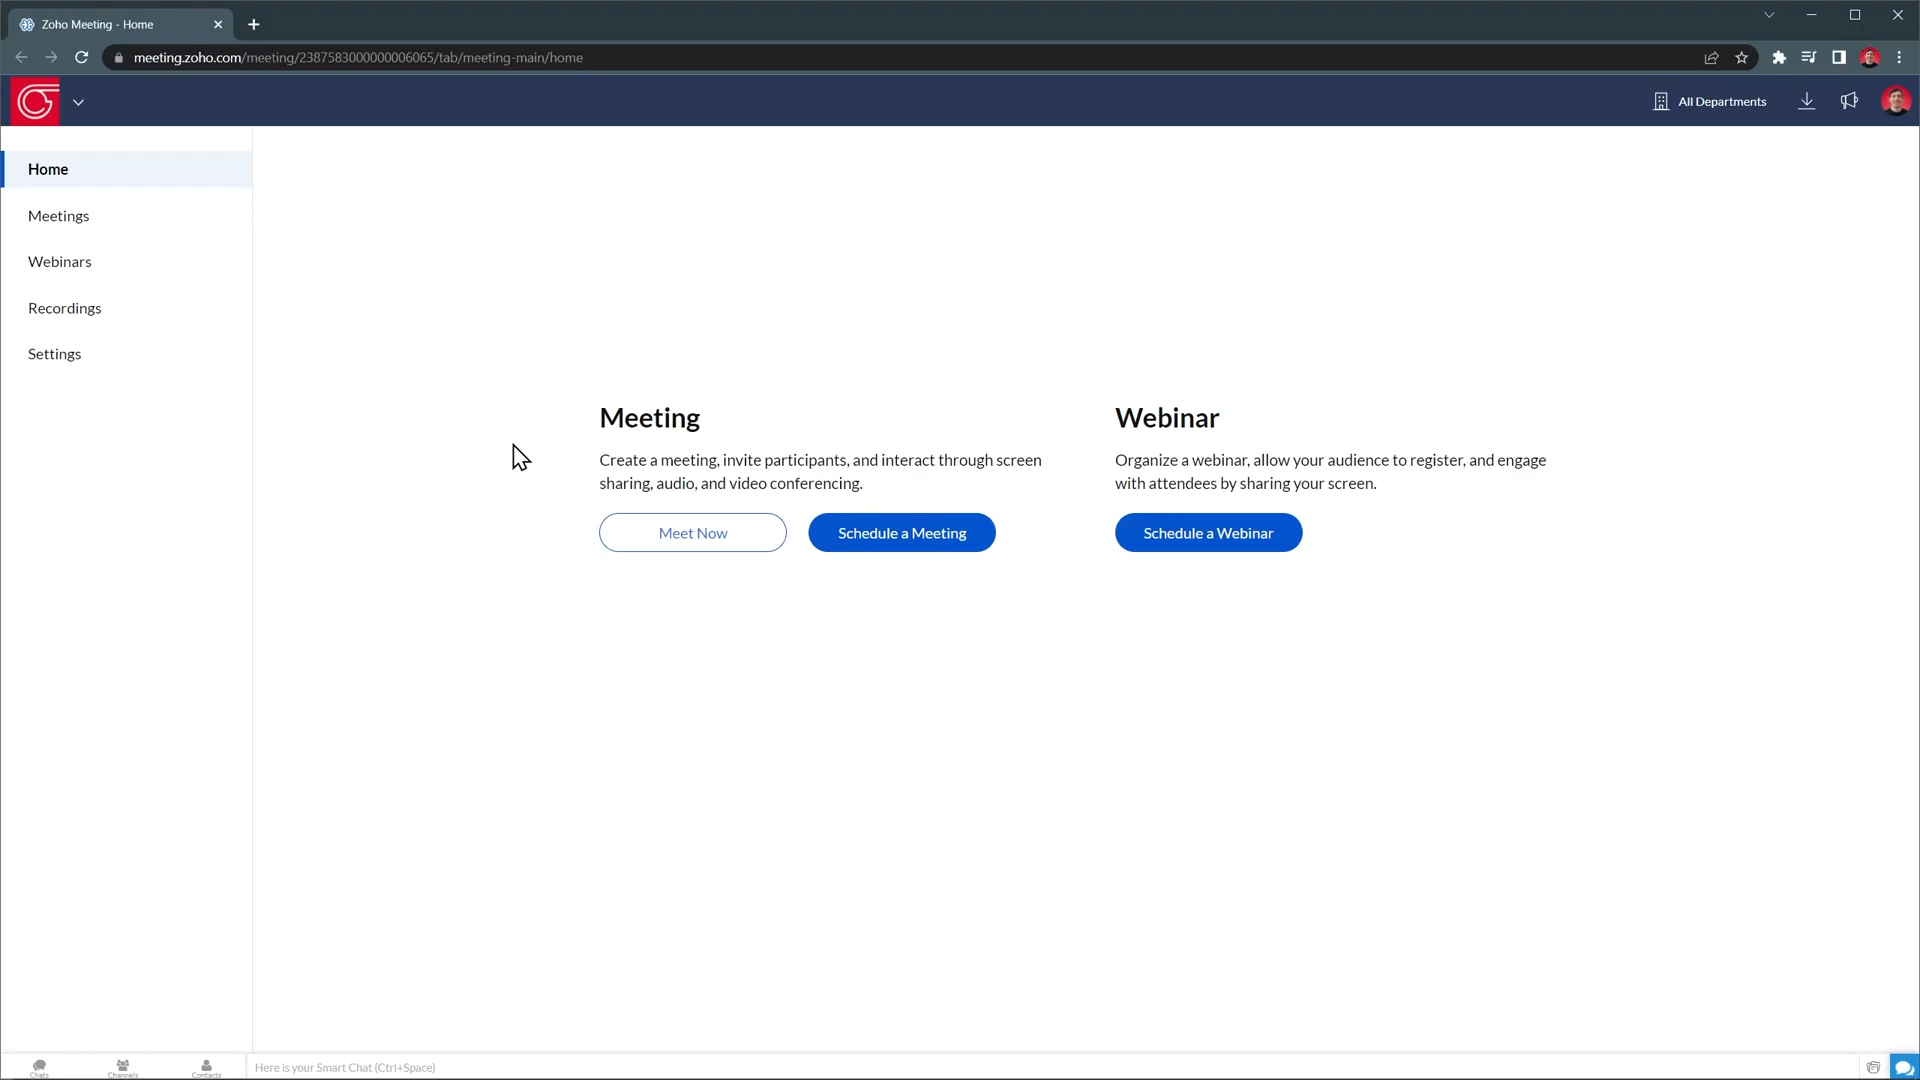 Zoho Meeting - Home
meeting.zoho.com/meeting/2387583000000006065/tab/meeting-main/home
All Departments
Home
Meetings
Webinars
Recordings
Settings
Meeting
Create a meeting, invite participants, and interact through screen
sharing, audio, and video conferencing.
Meet Now
Schedule a Meeting
Webinar
Organize a webinar, allow your audience to register, and engage
with attendees by sharing your screen.
Schedule a Webinar
Chats
Channels
Contacts
Here is your Smart Chat (Ctrl+Space)